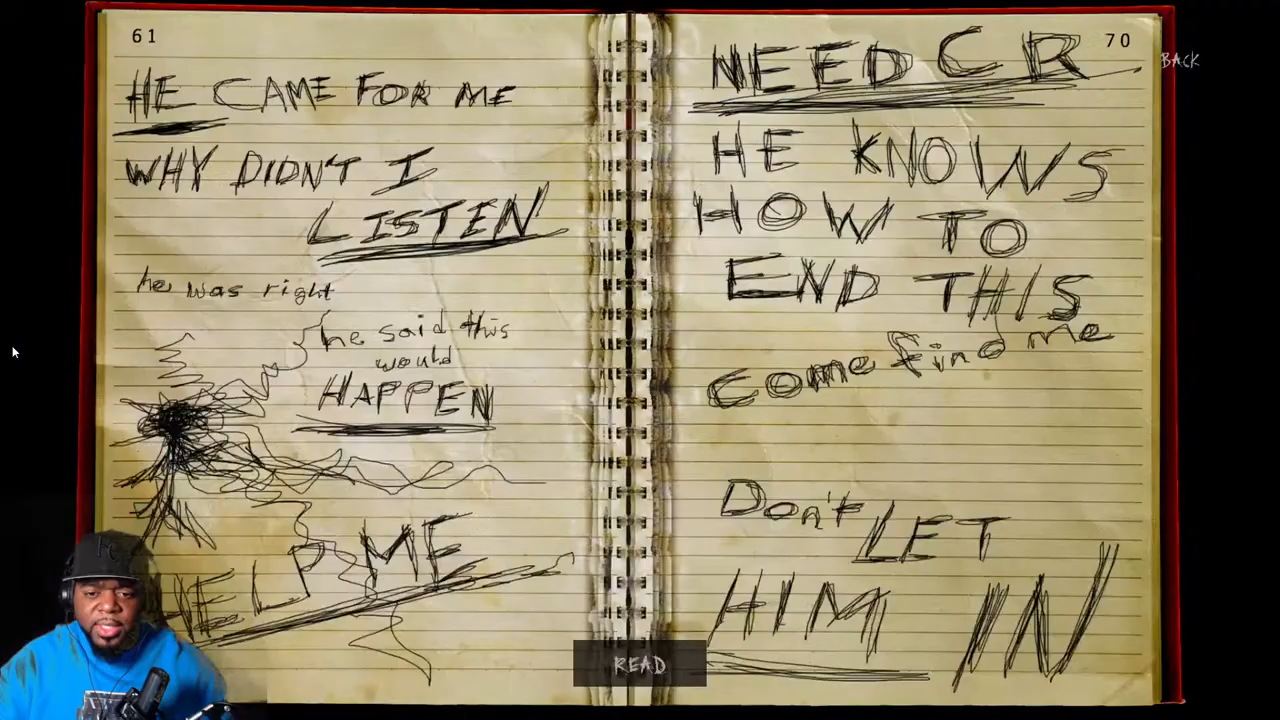 61
HE CAME FOR ME
WHY DIDN'T I
LISTEN
he was right
he said this
would
HAPPEN
HELP ME
70
NEED CR
HE KNOWS
HOW TO
END THIS
come find me
Don't LET
HIM IN
BACK
READ